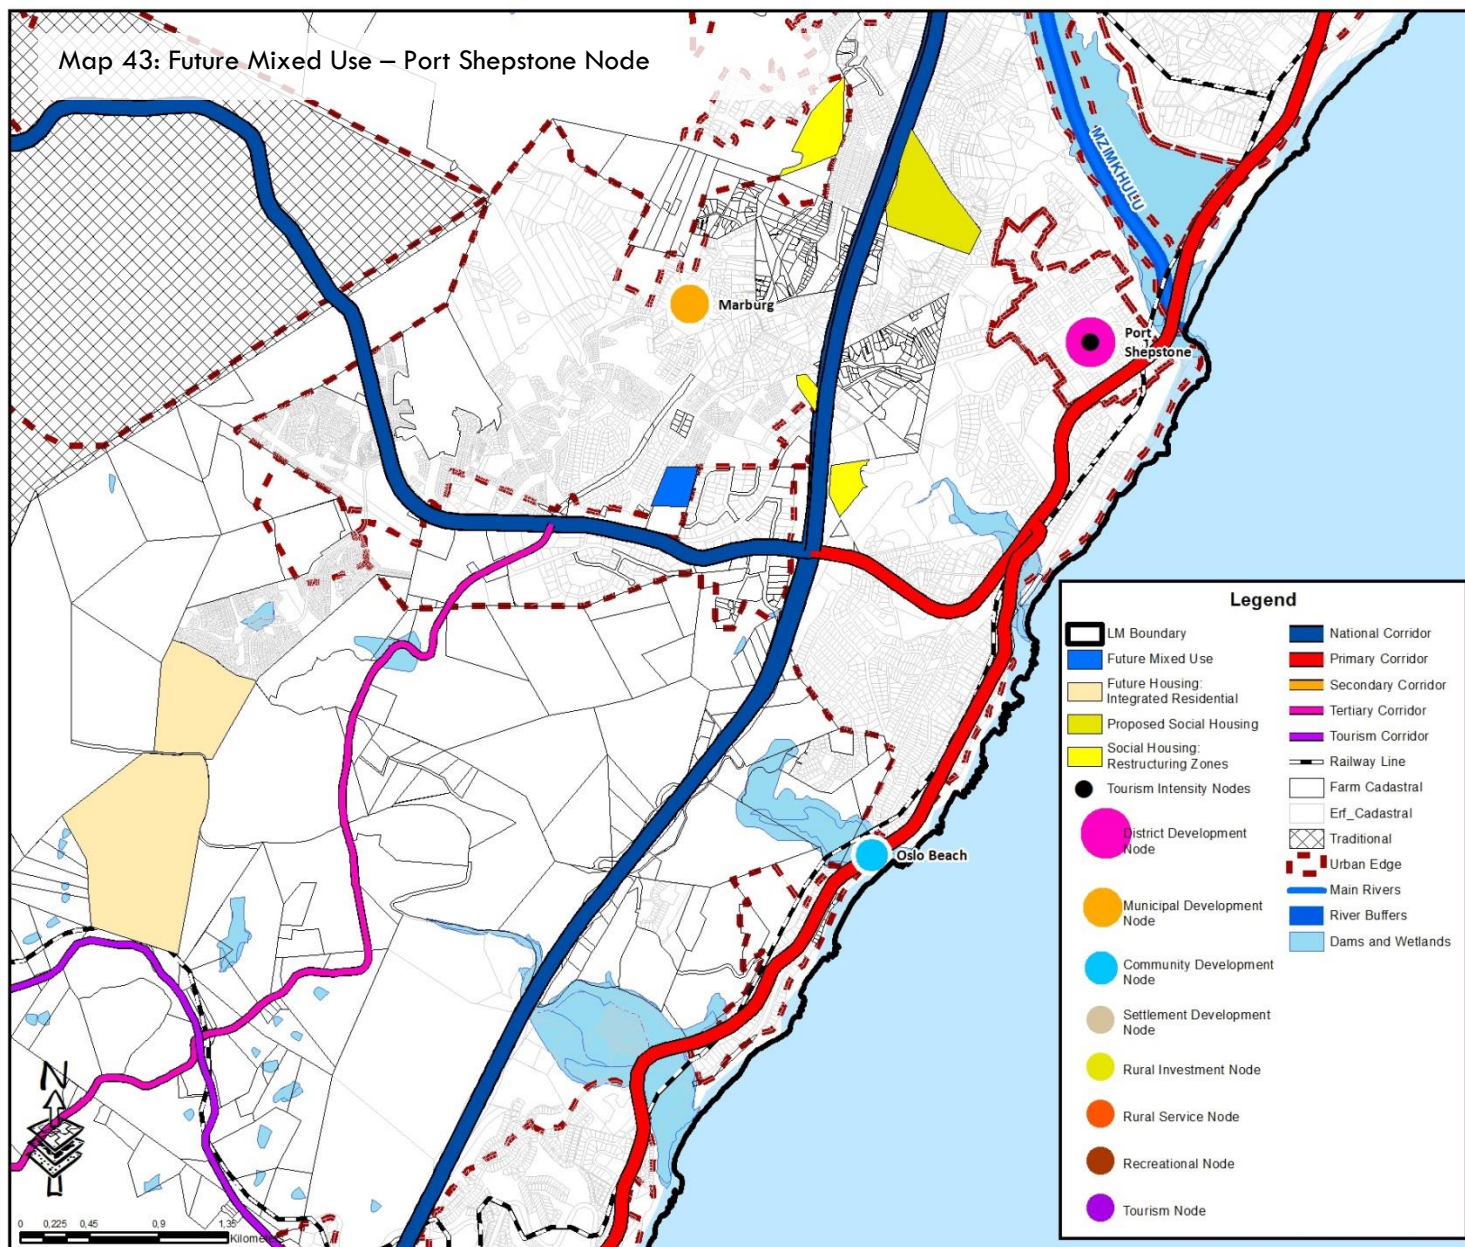 Map 43: Future Mixed Use – Port Shepstone Node
MZIMKHULU
Marburg
Port
Shepstone
Oslo Beach
Legend
LM Boundary
Future Mixed Use
Future Housing:
Integrated Residential
Proposed Social Housing
Social Housing:
Restructuring Zones
Tourism Intensity Nodes
District Development
Node
Municipal Development
Node
Community Development
Node
Settlement Development
Node
Rural Investment Node
Rural Service Node
Recreational Node
Tourism Node
National Corridor
Primary Corridor
Secondary Corridor
Tertiary Corridor
Tourism Corridor
Railway Line
Farm Cadastral
Erf_Cadastral
Traditional
Urban Edge
Main Rivers
River Buffers
Dams and Wetlands
N
0 0,225 0,45 0,9 1,35
Kilometers